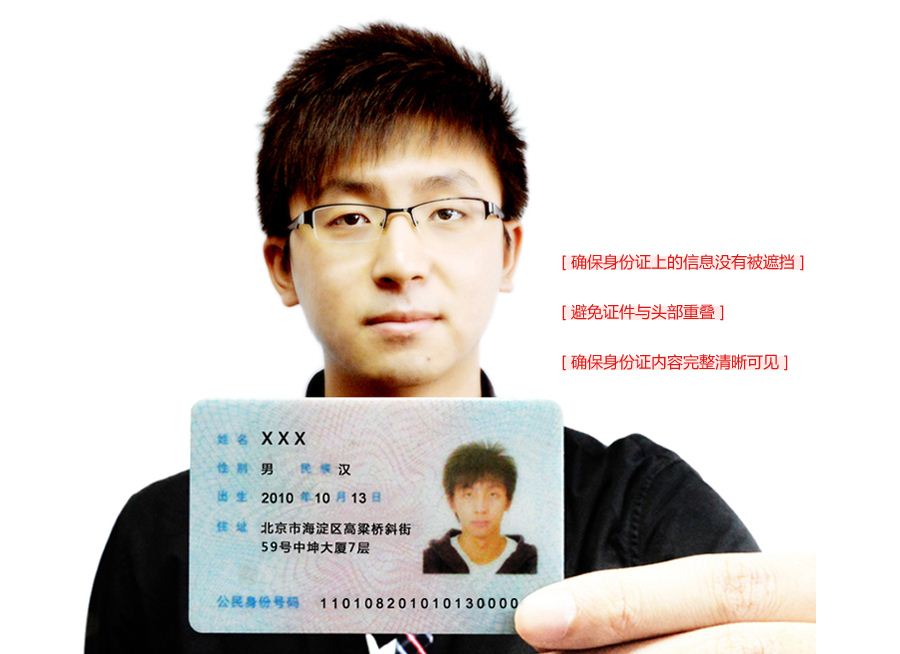 [ 确保身份证上的信息没有被遮挡 ]
[ 避免证件与头部重叠 ]
[ 确保身份证内容完整清晰可见 ]
姓名 XXX
性别 男 民族 汉
出生 2010 年 10 月 13 日
住址 北京市海淀区高粱桥斜街
59号中坤大厦7层
公民身份号码 110108201010130000